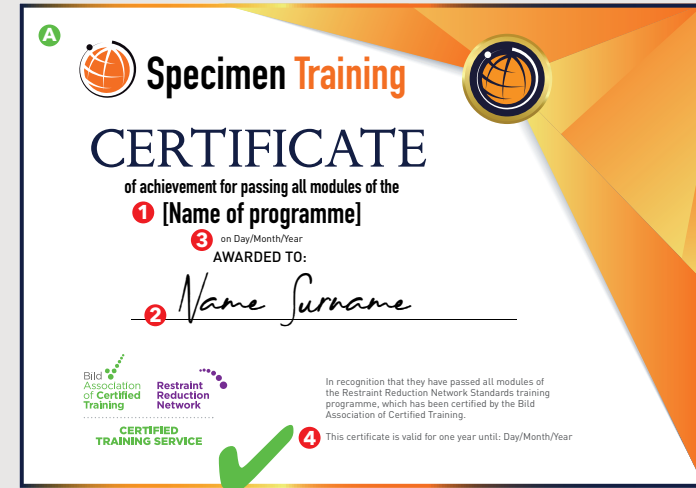 A
Specimen Training
CERTIFICATE
of achievement for passing all modules of the
1 [Name of programme]
3 on Day/Month/Year
AWARDED TO:
2 Name Surname
Bild
Association
of Certified
Training
Restraint
Reduction
Network
CERTIFIED
TRAINING SERVICE
In recognition that they have passed all modules of
the Restraint Reduction Network Standards training
programme, which has been certified by the Bild
Association of Certified Training.
4 This certificate is valid for one year until: Day/Month/Year